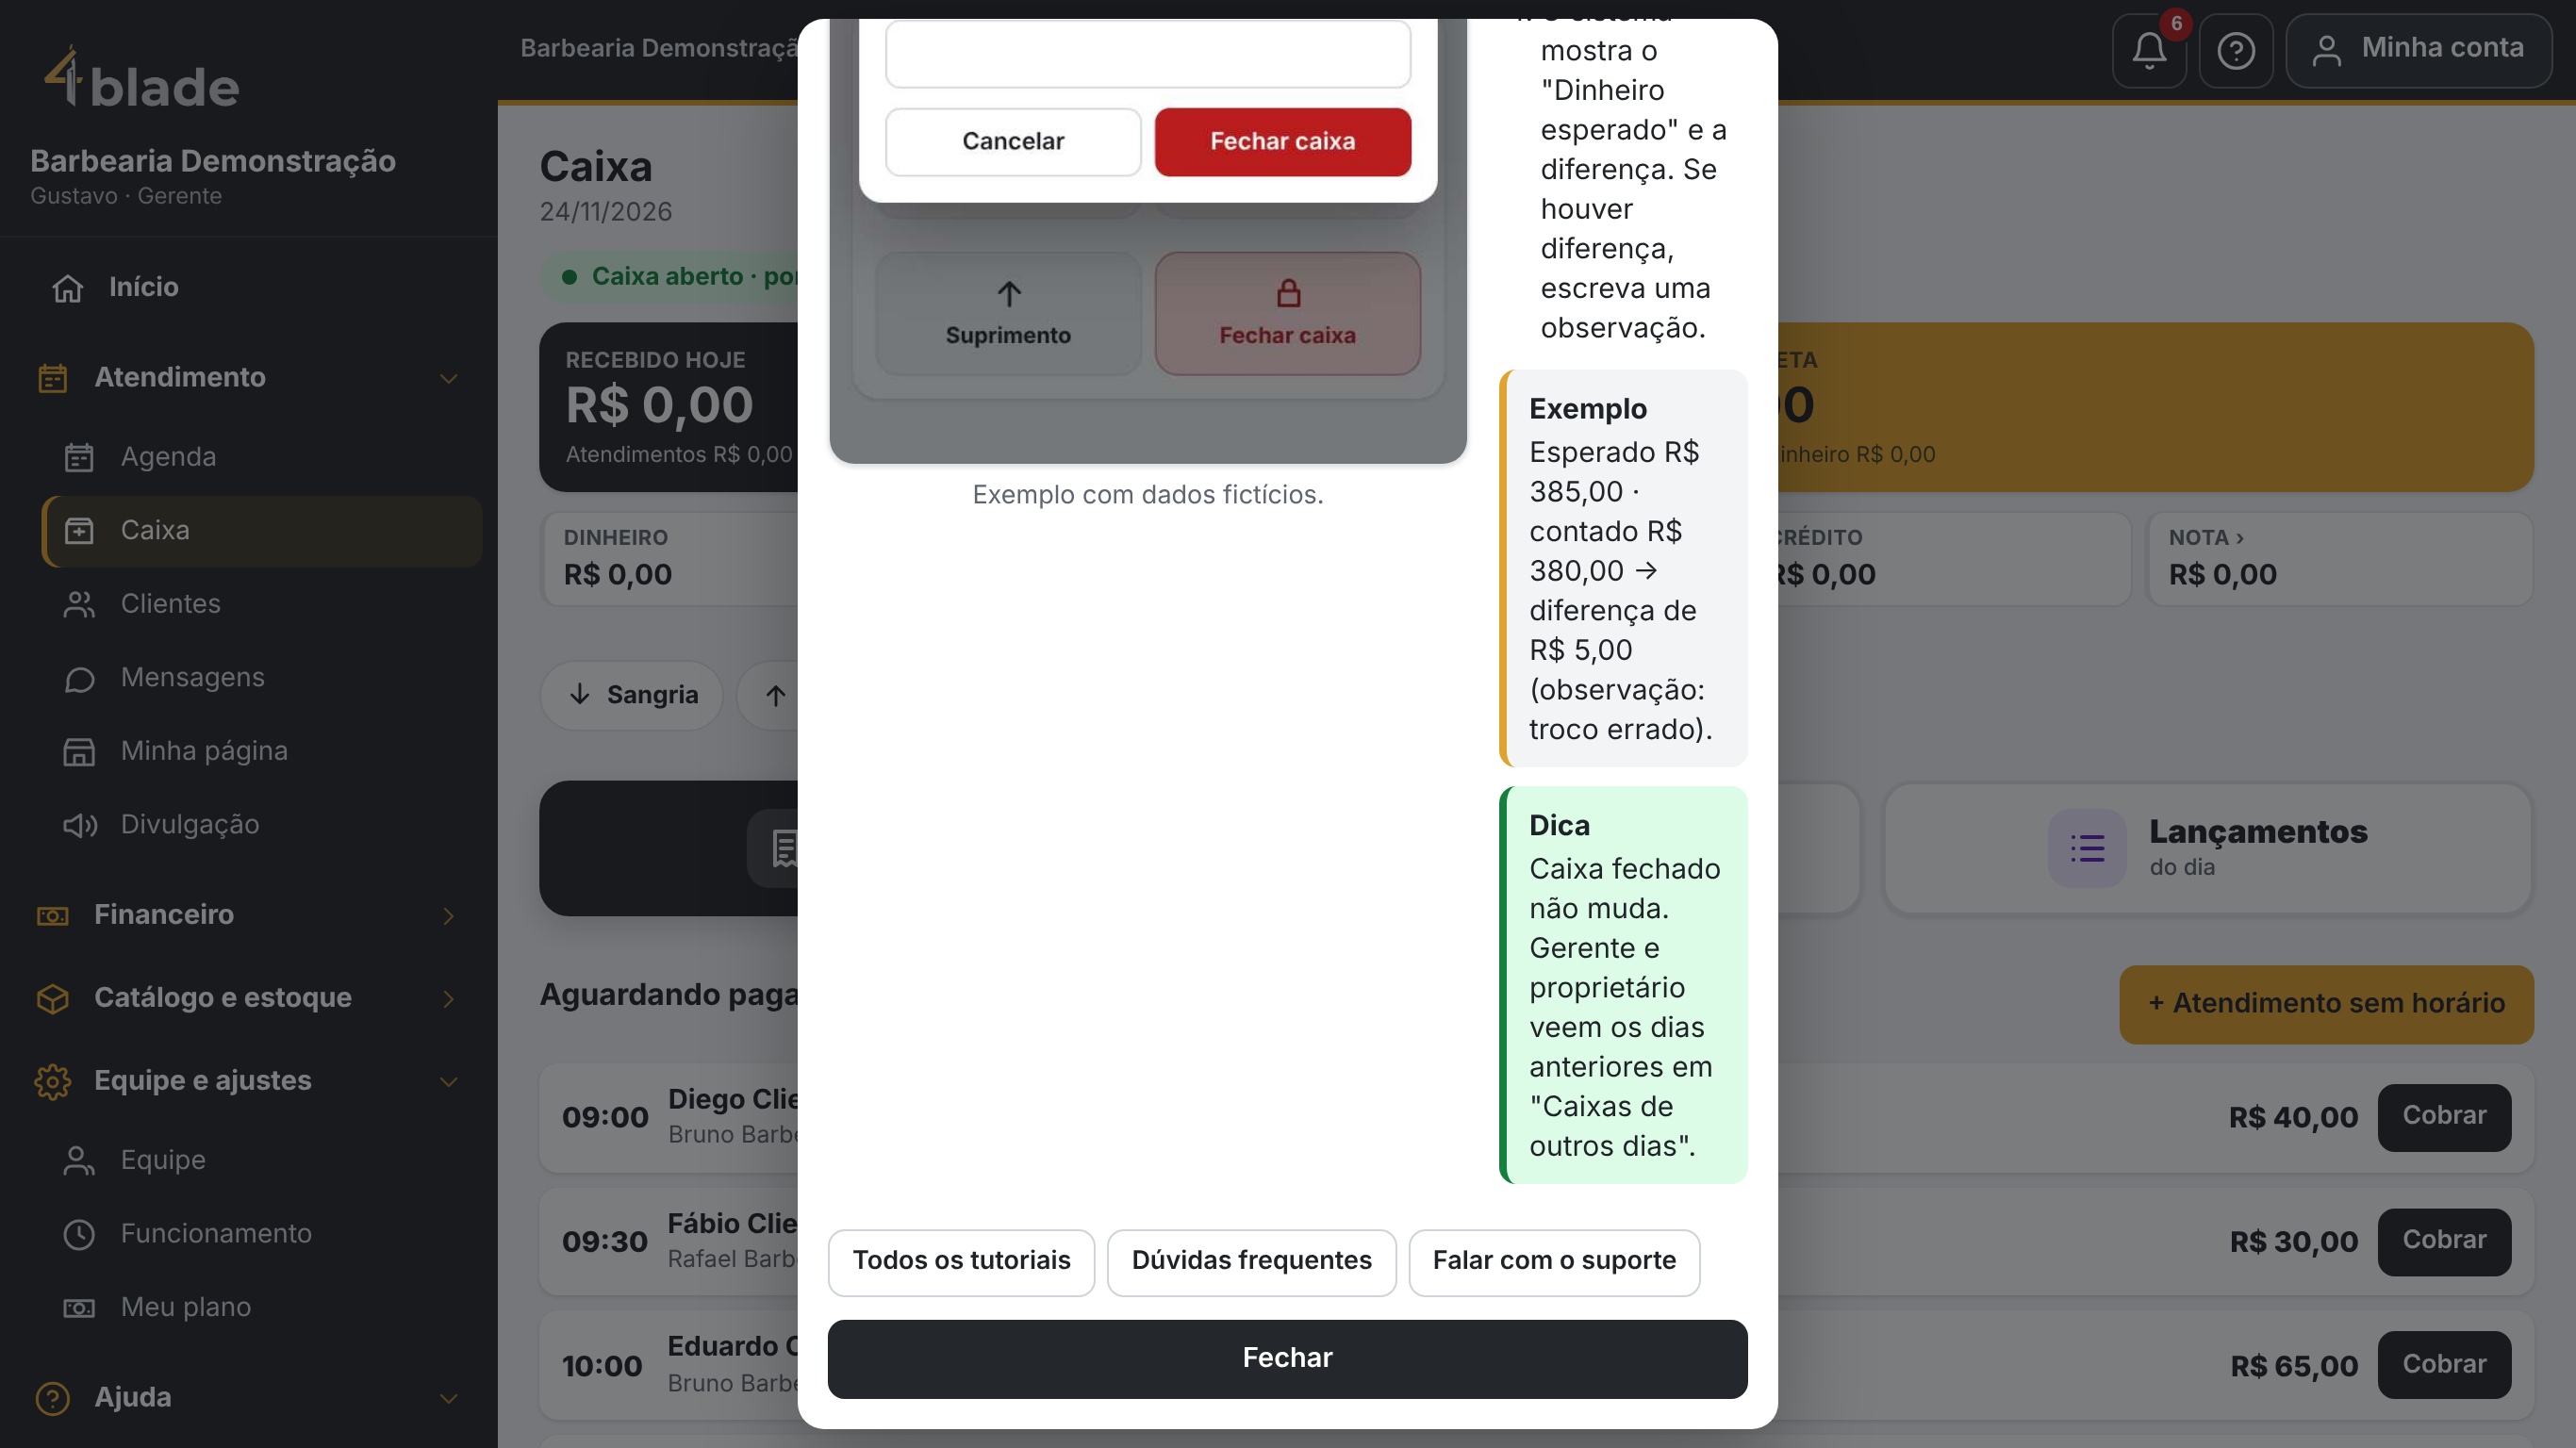 4blade
Barbearia Demonstração
Gustavo · Gerente
Início
Atendimento
Agenda
Caixa
Clientes
Mensagens
Minha página
Divulgação
Financeiro
Catálogo e estoque
Equipe e ajustes
Equipe
Funcionamento
Meu plano
Ajuda
Barbearia Demonstraçã
6
Minha conta
Caixa
24/11/2026
Caixa aberto · por
RECEBIDO HOJE
R$ 0,00
Atendimentos R$ 0,00
ETA
00
inheiro R$ 0,00
DINHEIRO
R$ 0,00
CRÉDITO
R$ 0,00
NOTA ›
R$ 0,00
Sangria
Lançamentos
do dia
Aguardando paga
+ Atendimento sem horário
09:00
Diego Clie
Bruno Barbe
R$ 40,00
Cobrar
09:30
Fábio Clie
Rafael Barb
R$ 30,00
Cobrar
10:00
Eduardo C
Bruno Barbe
R$ 65,00
Cobrar
Cancelar
Fechar caixa
Suprimento
Fechar caixa
Exemplo com dados fictícios.
mostra o
"Dinheiro
esperado" e a
diferença. Se
houver
diferença,
escreva uma
observação.
Exemplo
Esperado R$
385,00 ·
contado R$
380,00 →
diferença de
R$ 5,00
(observação:
troco errado).
Dica
Caixa fechado
não muda.
Gerente e
proprietário
veem os dias
anteriores em
"Caixas de
outros dias".
Todos os tutoriais
Dúvidas frequentes
Falar com o suporte
Fechar